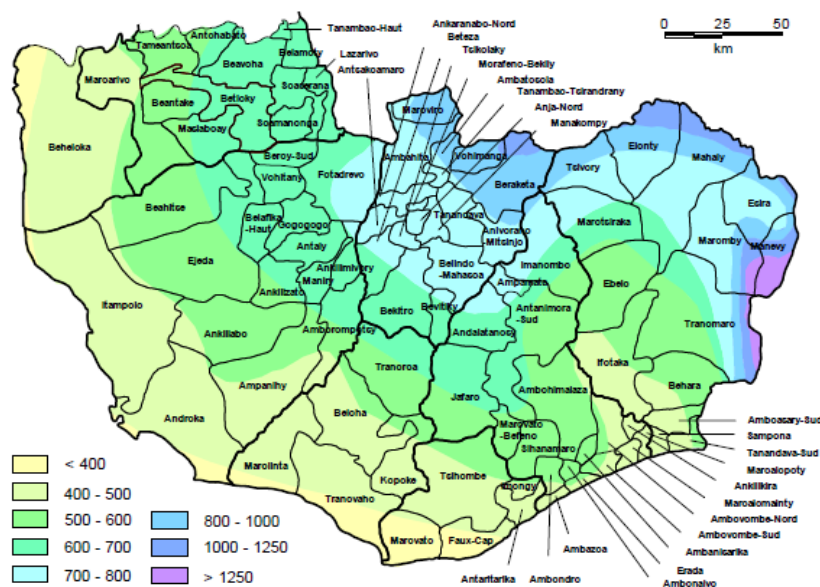 Tanambao-Haut
Ankaranabo-Nord
Beteza
Tsikolaky
Morafeno-Bekily
Ambatosola
Tanambao-Tsirandrany
Anja-Nord
Manakompy
Lazarivo
Antsakoamaro
0 25 50
km
Tameantsoa
Antohabato
Beavoha
Belamoty
Maroarivo
Soaserana
Beantake
Betioky
Masiaboay
Soamanonga
Beheloka
Maroviro
Beroy-Sud
Vohitany
Fotadrevo
Ambahita
Vohimanga
Beraketa
Tsivory
Elonty
Mahaly
Esira
Beahitse
Belafika
-Haut
Gogogogo
Tanandava
Anivorano
Mitsinjo
Marotsiraka
Maromby
Manevy
Ejeda
Antaly
Ankilimivory
Maniry
Belindo
-Mahasoa
Imanombo
Ampamata
Ebelo
Itampolo
Ankilizato
Bekitro
Bevitiky
Antanimora
-Sud
Tranomaro
Ankiliabo
Amborompotsy
Andalatanosy
Ifotaka
Tranoroa
Ampanihy
Behara
Jafaro
Ambohimalaza
Androka
Beloha
Marovato
-Befeno
Sihanamaro
Amboasary-Sud
Sampona
Tanandava-Sud
Maroalopoty
Ankilikira
Maroalomainty
Ambovombe-Nord
Ambovombe-Sud
Ambanisarika
Erada
Ambonaivo
Marolinta
Kopoke
Tsihombe
Imongy
Tranovaho
Marovato
Faux-Cap
Ambazoa
Antaritarika
Ambondro
< 400
400 - 500
500 - 600
600 - 700
700 - 800
800 - 1000
1000 - 1250
> 1250